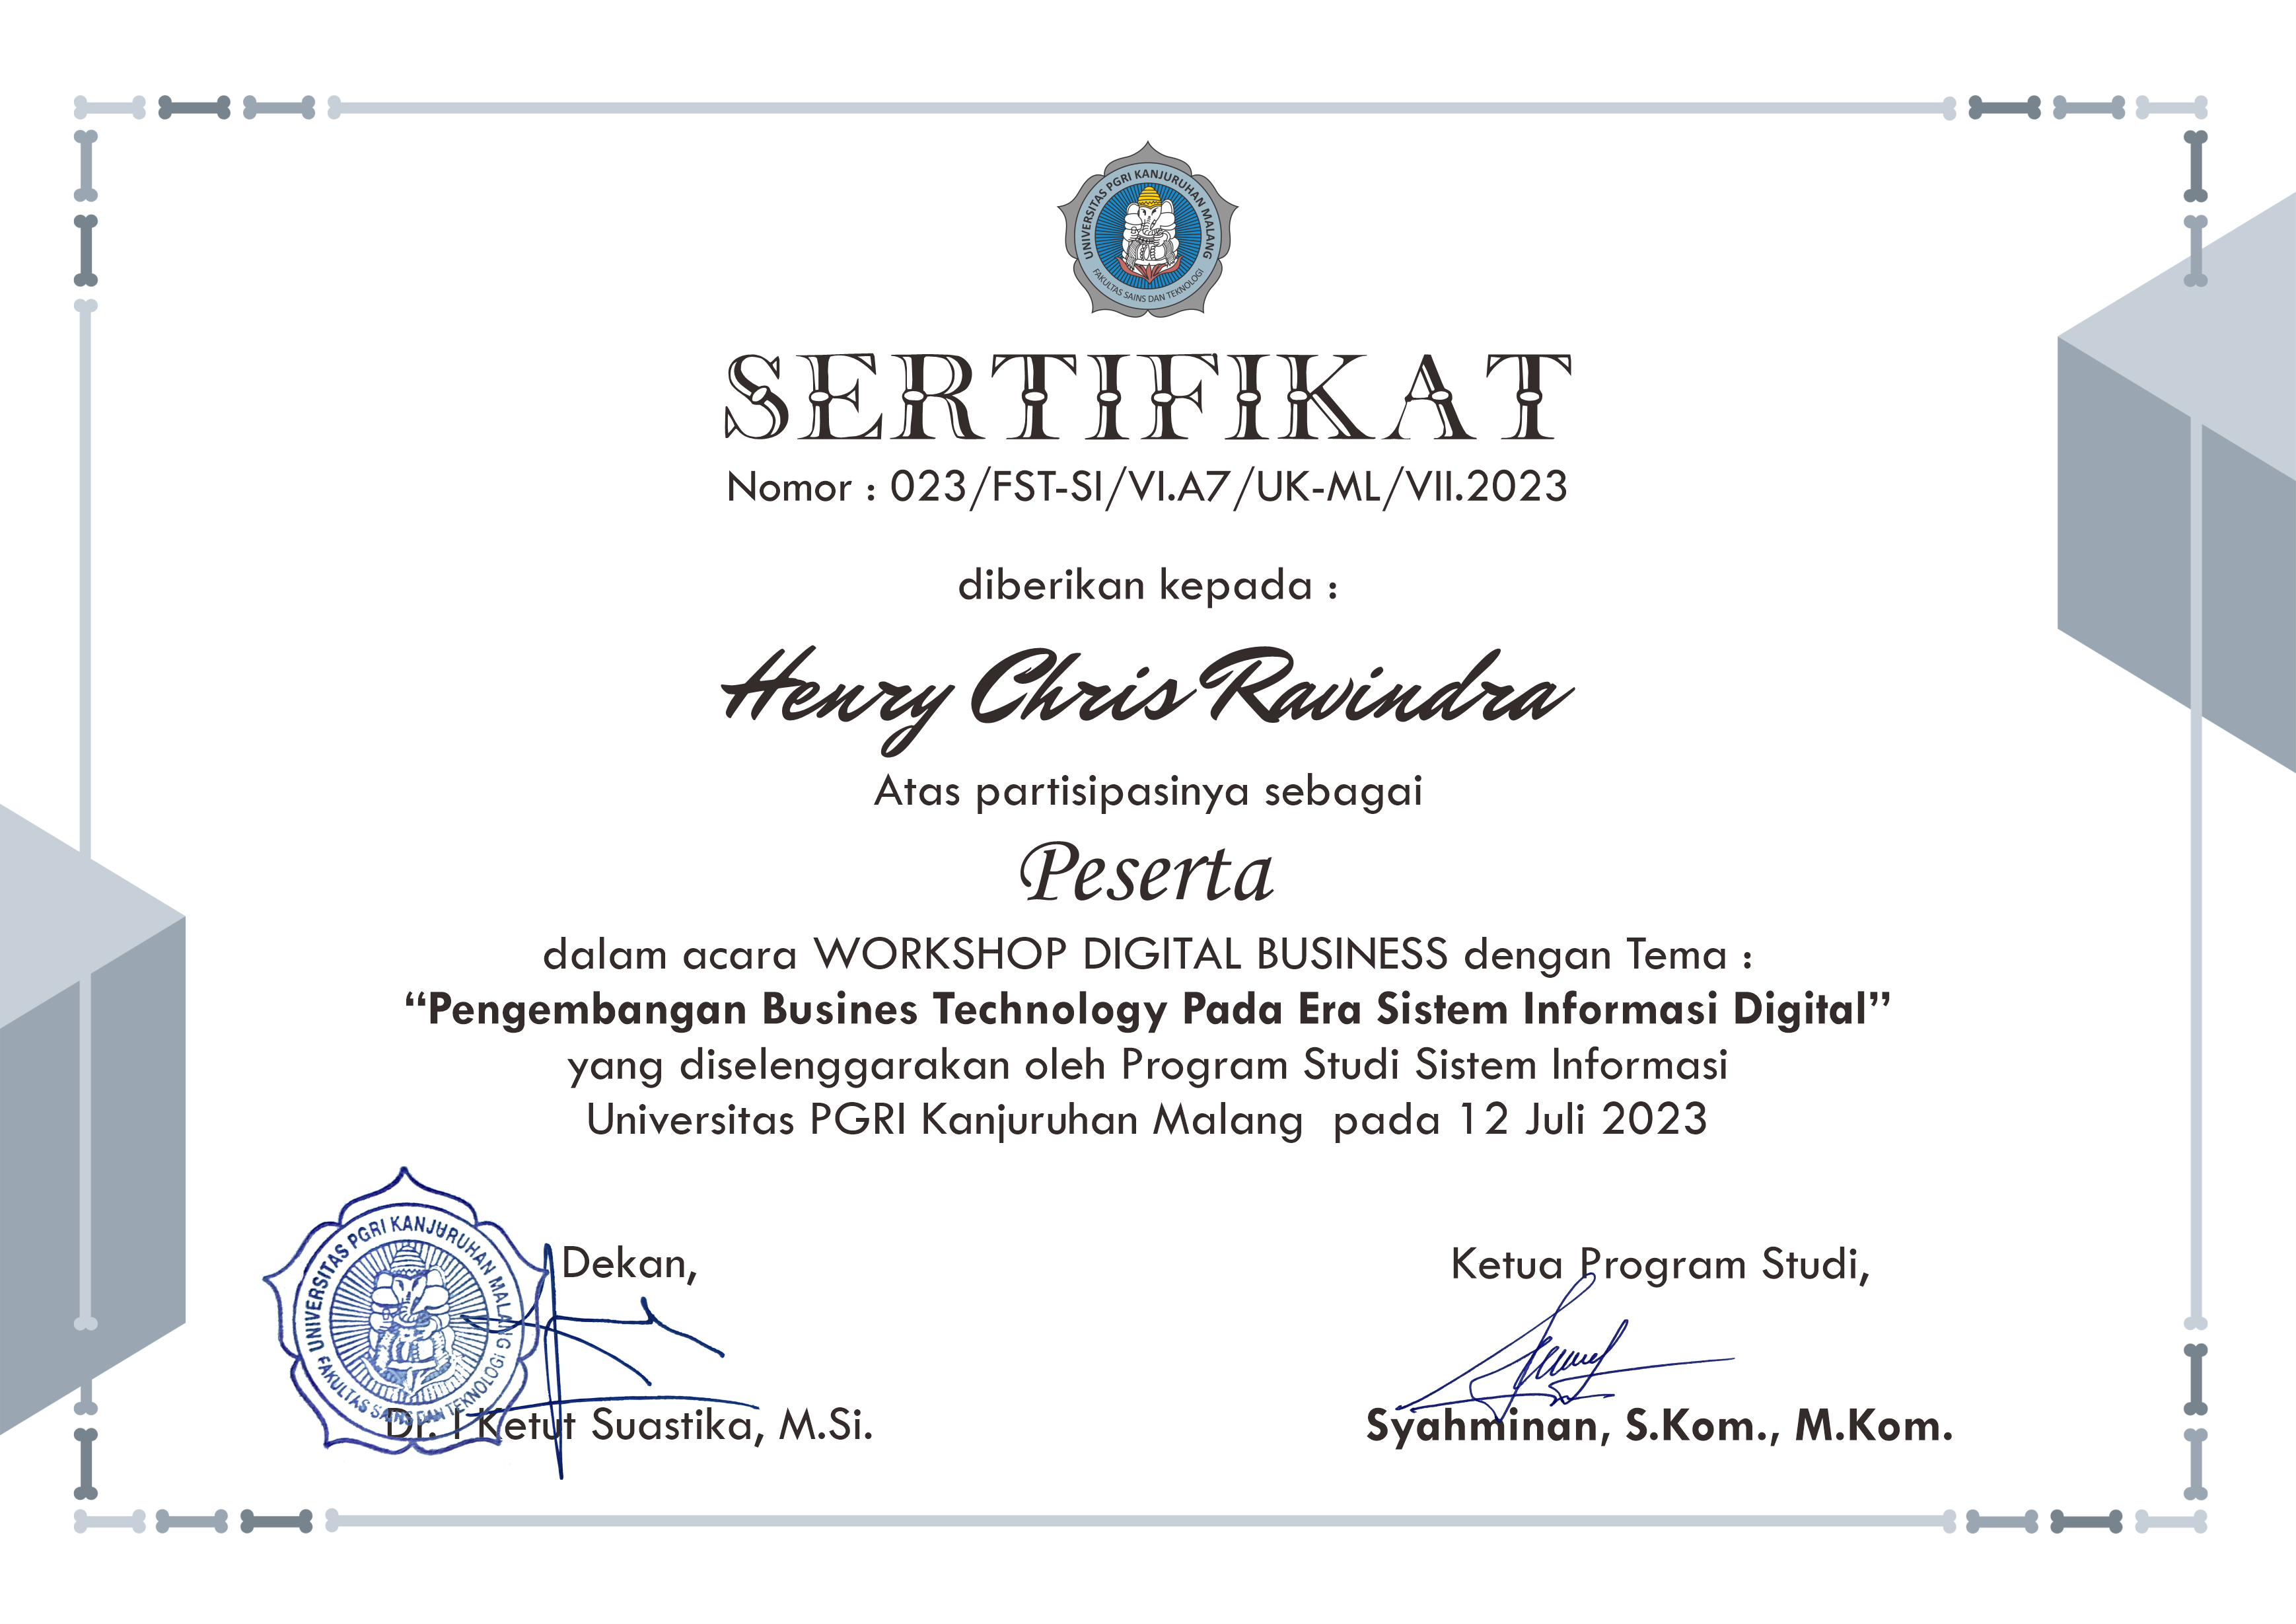 UNIVERSITAS PGRI KANJURUHAN MALANG
FAKULTAS SAINS DAN TEKNOLOGI
SERTIFIKAT
Nomor : 023/FST-SI/VI.A7/UK-ML/VII.2023
diberikan kepada :
Henry Chris Ravindra
Atas partisipasinya sebagai
Peserta
dalam acara WORKSHOP DIGITAL BUSINESS dengan Tema :
“Pengembangan Busines Technology Pada Era Sistem Informasi Digital”
yang diselenggarakan oleh Program Studi Sistem Informasi
Universitas PGRI Kanjuruhan Malang pada 12 Juli 2023
UNIVERSITAS PGRI KANJURUHAN MALANG
FAKULTAS SAINS DAN TEKNOLOGI
Dekan,
Dr. I Ketut Suastika, M.Si.
Ketua Program Studi,
Syahminan, S.Kom., M.Kom.